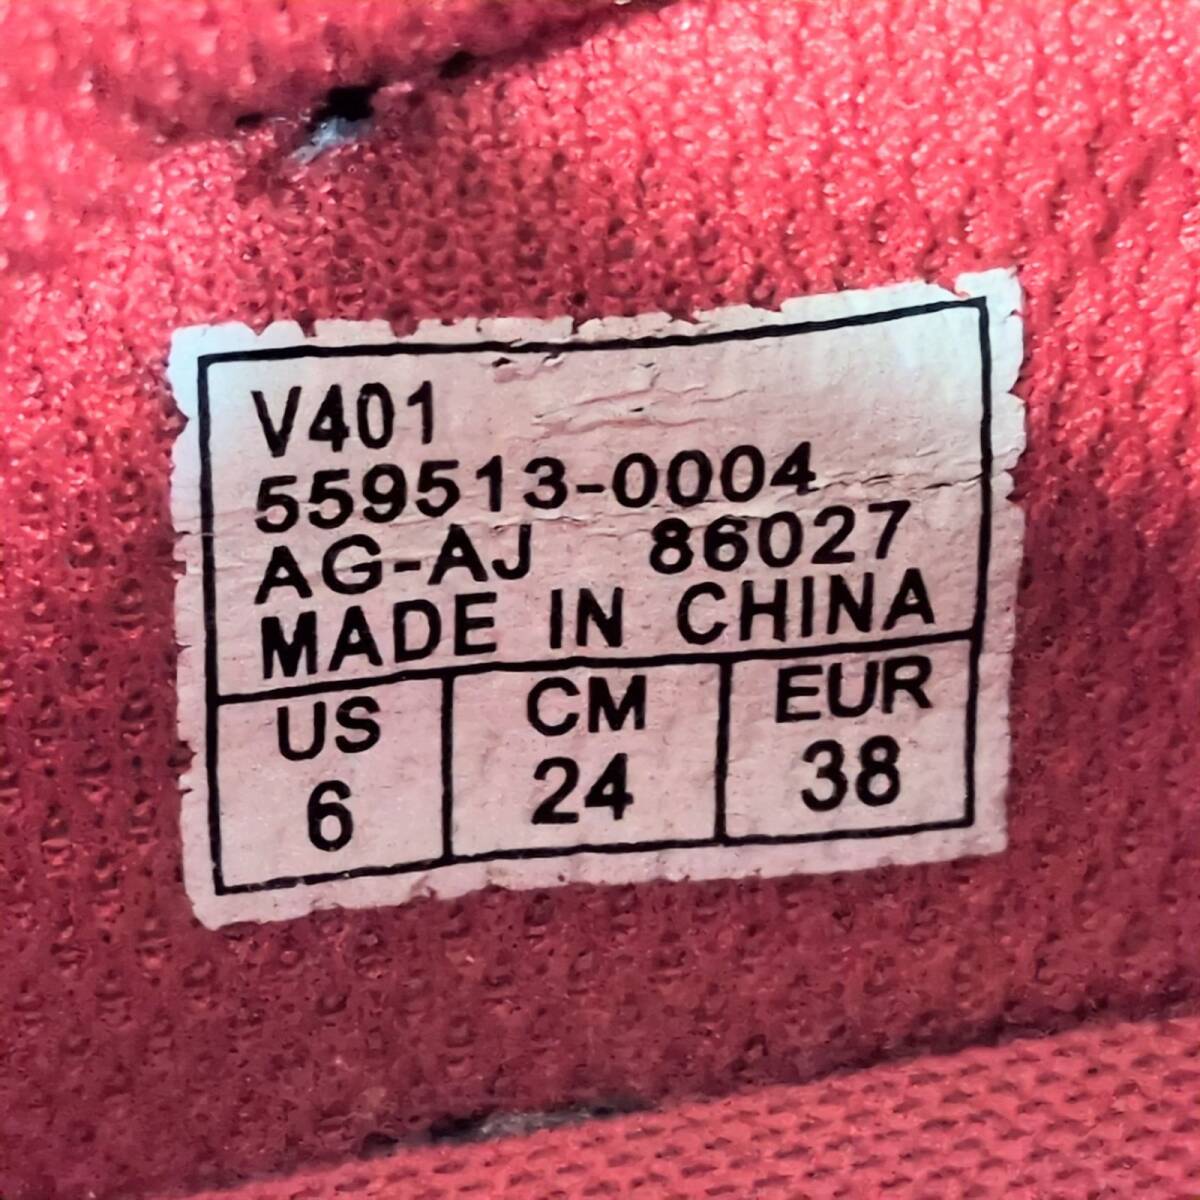 V401
559513-0004
AG-AJ 86027
MADE IN CHINA
US CM EUR
6 24 38